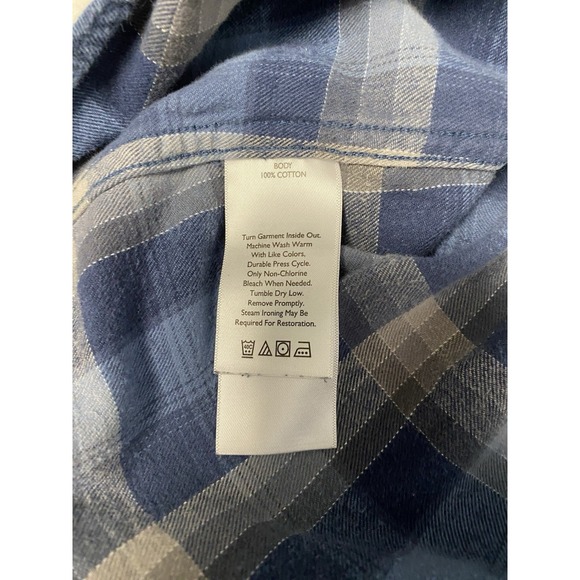 BODY
100% COTTON
Turn Garment Inside Out.
Machine Wash Warm
With Like Colors,
Durable Press Cycle.
Only Non-Chlorine
Bleach When Needed.
Tumble Dry Low.
Remove Promptly.
Steam Ironing May Be
Required For Restoration.
40C